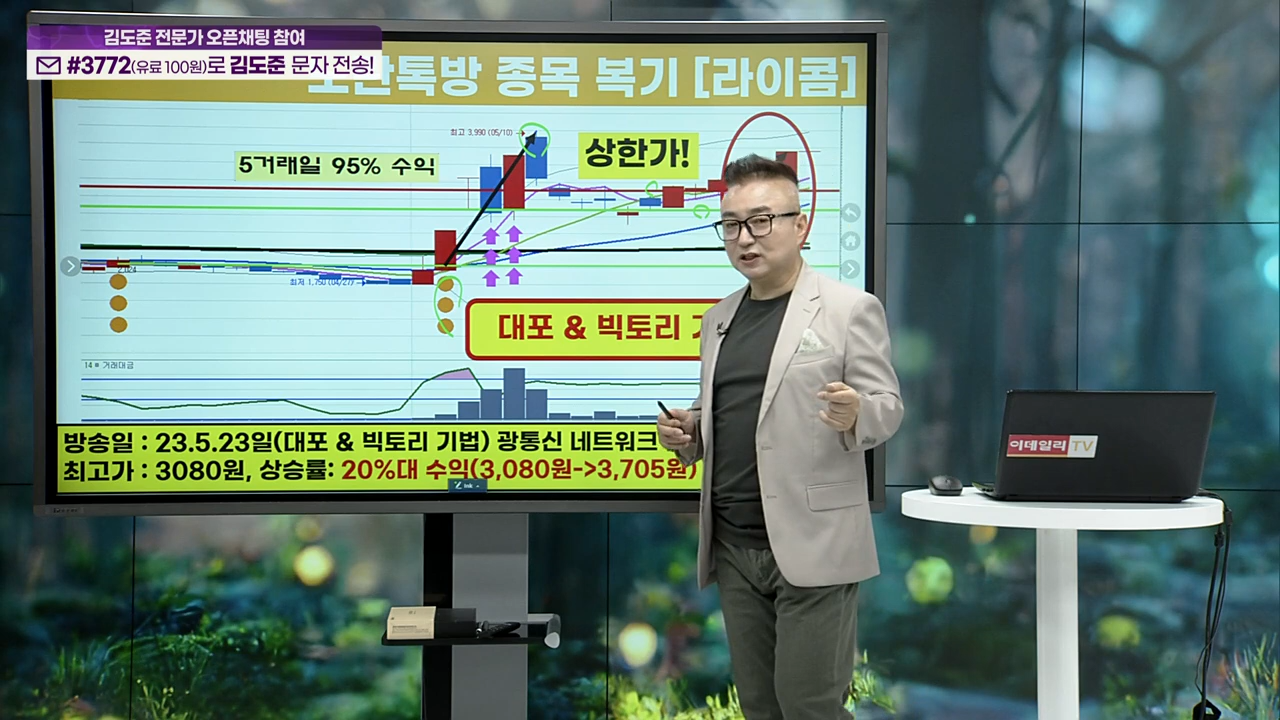 김도준 전문가 오픈채팅 참여
#3772(유료 100원)로 김도준 문자 전송!
톡방 종목 복기 [라이콤]
최고 3,990 (05/10)
상한가!
5거래일 95% 수익
최저 1,750 (04/27)
대포 & 빅토리
14 거래대금
방송일 : 23.5.23일(대포 & 빅토리 기법) 광통신 네트워크
최고가 : 3080원, 상승률: 20%대 수익(3,080원->3,705원)
Ink
이데일리 TV